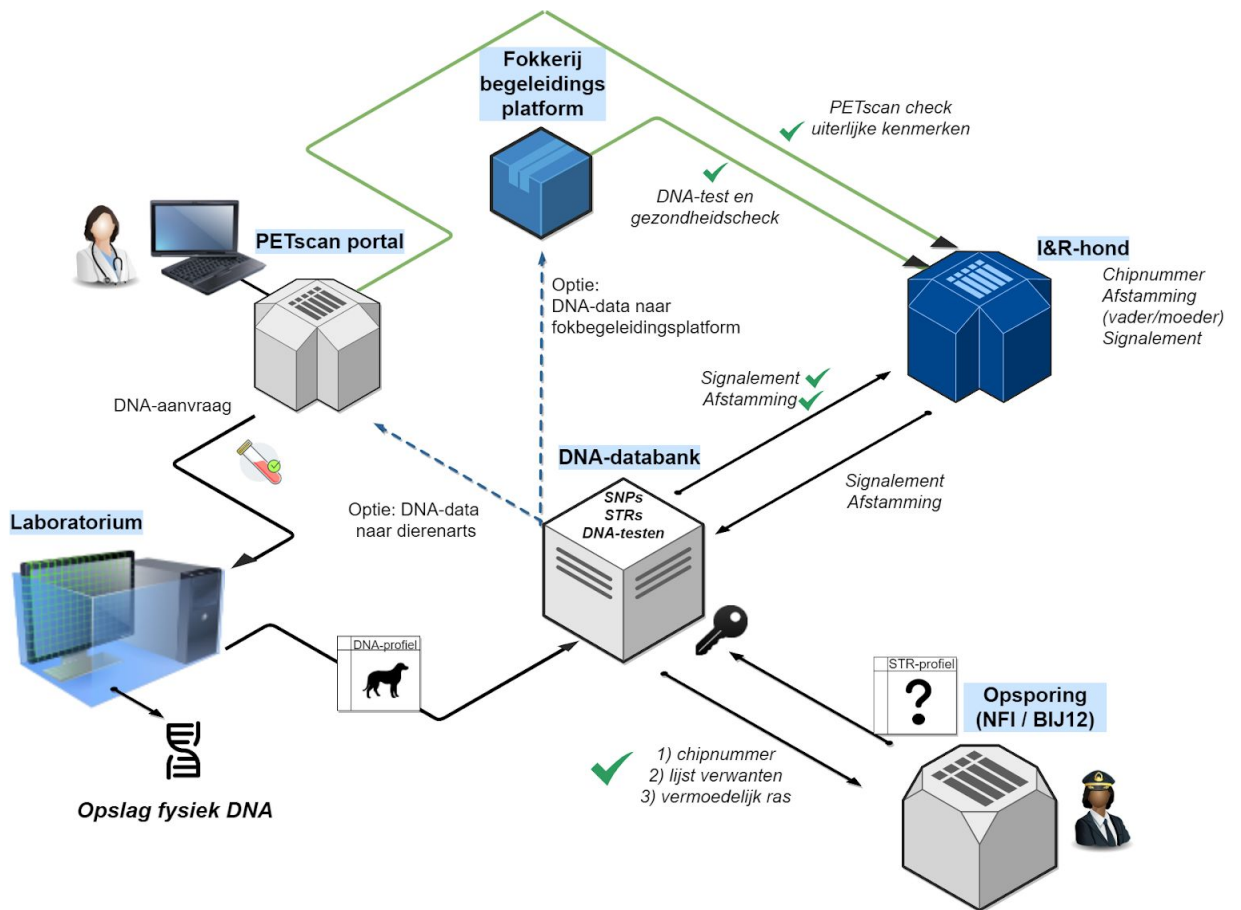 Fokkerij
begeleidings
platform
PETscan check
uiterlijke kenmerken
DNA-test en
gezondheidscheck
PETscan portal
I&R-hond
Chipnummer
Afstamming
(vader/moeder)
Signalement
Optie:
DNA-data naar
fokbegeleidingsplatform
Signalement
Afstamming
DNA-aanvraag
DNA-databank
SNPs
STRs
DNA-testen
Signalement
Afstamming
Optie: DNA-data
naar dierenarts
Laboratorium
DNA-profiel
STR-profiel
?
Opsporing
(NFI / BIJ12)
1) chipnummer
2) lijst verwanten
3) vermoedelijk ras
Opslag fysiek DNA